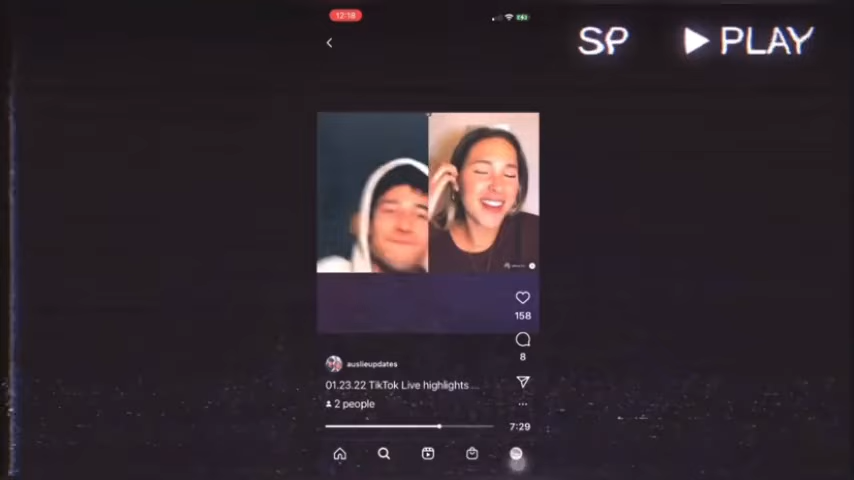 12:18
SP
PLAY
158
8
auslieupdates
01.23.22 TikTok Live highlights ...
2 people
7:29